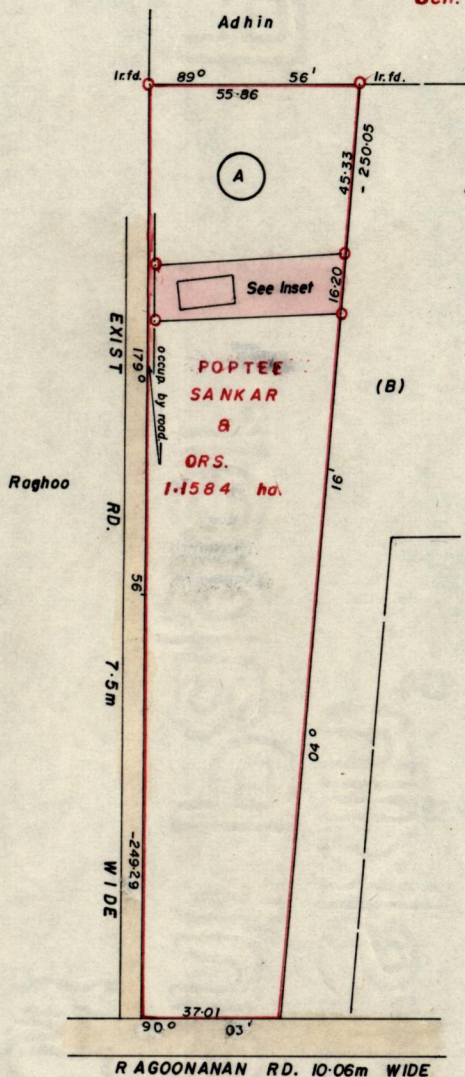 Adhin
Ir.fd. 89° 56' Ir.fd.
55·86
A
45·33
- 250·05
See Inset
16·20
EXIST RD. 7·5m WIDE
179° 56' -249·29
occup by road
POPTEE
SANKAR
&
ORS.
1·1584 ha.
(B)
Raghoo
04° 16'
37·01
90° 03'
RAGOONANAN RD. 10·06m WIDE